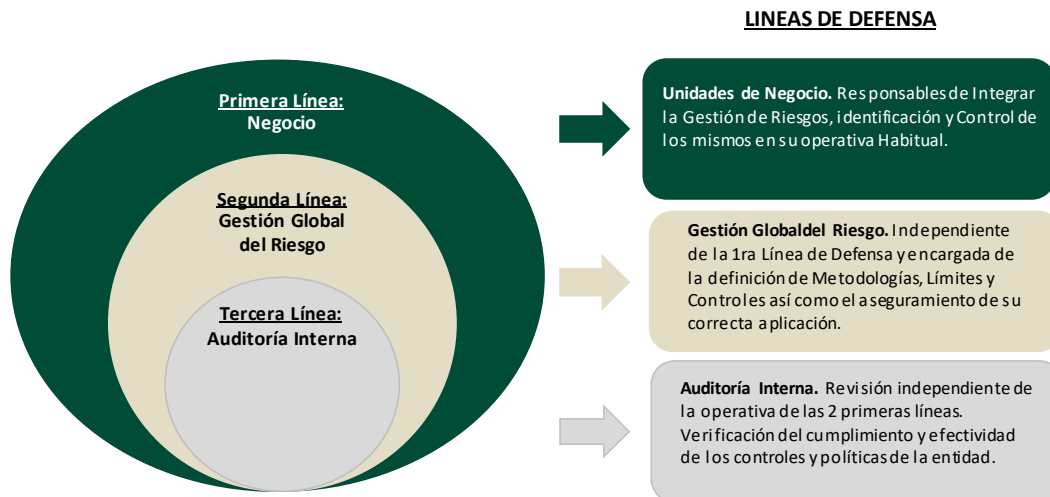 LINEAS DE DEFENSA
Primera Línea:
Negocio
Unidades de Negocio. Responsables de Integrar
la Gestión de Riesgos, identificación y Control de
los mismos en su operativa Habitual.
Segunda Línea:
Gestión Global
del Riesgo
Gestión Globaldel Riesgo. Independiente
de la 1ra Línea de Defensa y encargada de
la definición de Metodologías, Límites y
Controles así como el aseguramiento de su
correcta aplicación.
Tercera Línea:
Auditoría Interna
Auditoría Interna. Revisión independiente de
la operativa de las 2 primeras líneas.
Verificación del cumplimiento y efectividad
de los controles y políticas de la entidad.